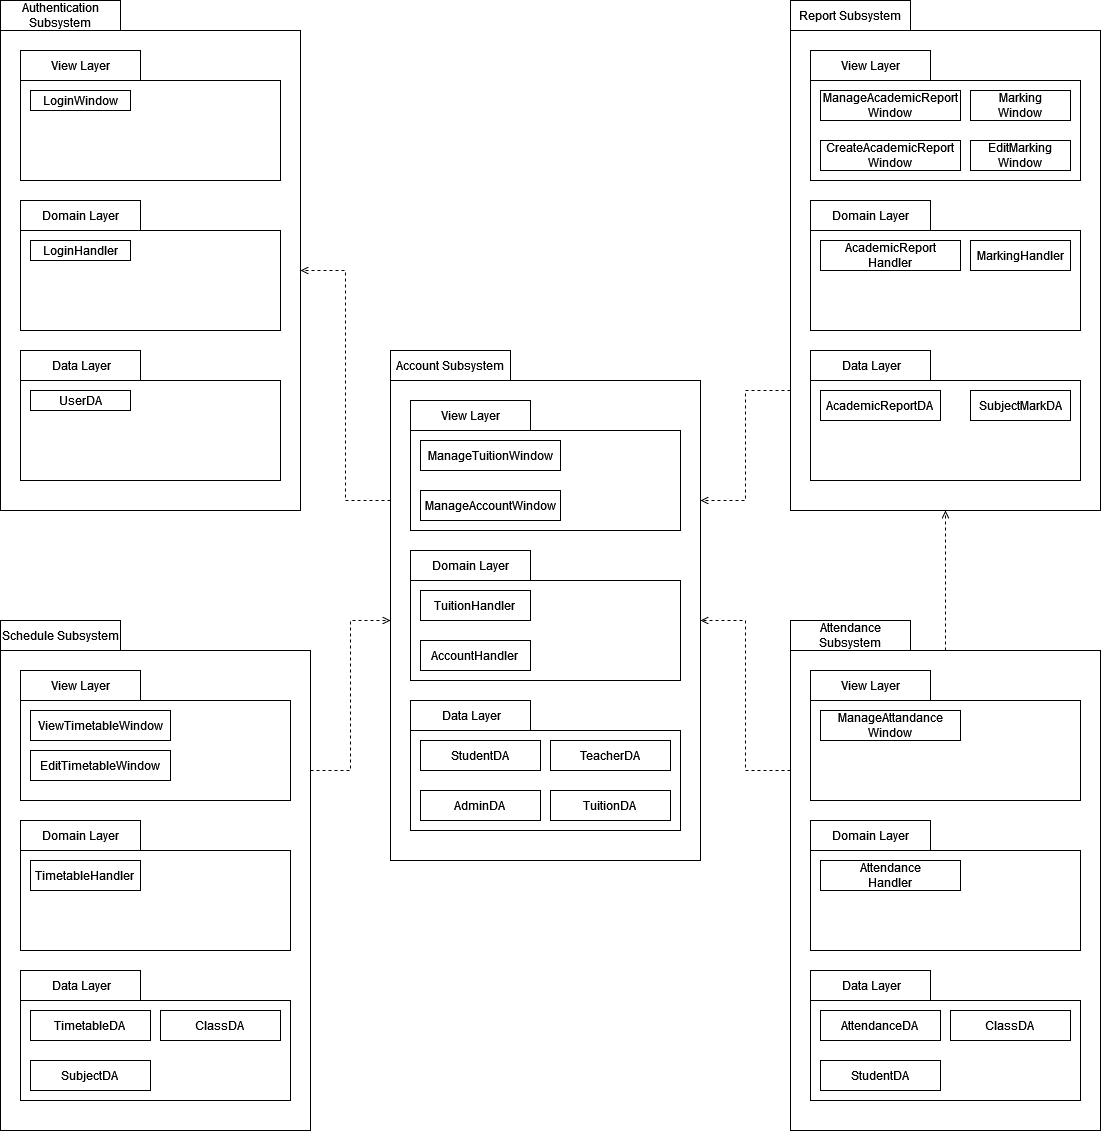 Authentication
Subsystem
View Layer
LoginWindow
Domain Layer
LoginHandler
Data Layer
UserDA
Report Subsystem
View Layer
ManageAcademicReport
Window
Marking
Window
CreateAcademicReport
Window
EditMarking
Window
Domain Layer
AcademicReport
Handler
MarkingHandler
Data Layer
AcademicReportDA
SubjectMarkDA
Account Subsystem
View Layer
ManageTuitionWindow
ManageAccountWindow
Domain Layer
TuitionHandler
AccountHandler
Data Layer
StudentDA
TeacherDA
AdminDA
TuitionDA
Schedule Subsystem
View Layer
ViewTimetableWindow
EditTimetableWindow
Domain Layer
TimetableHandler
Data Layer
TimetableDA
ClassDA
SubjectDA
Attendance
Subsystem
View Layer
ManageAttandance
Window
Domain Layer
Attendance
Handler
Data Layer
AttendanceDA
ClassDA
StudentDA